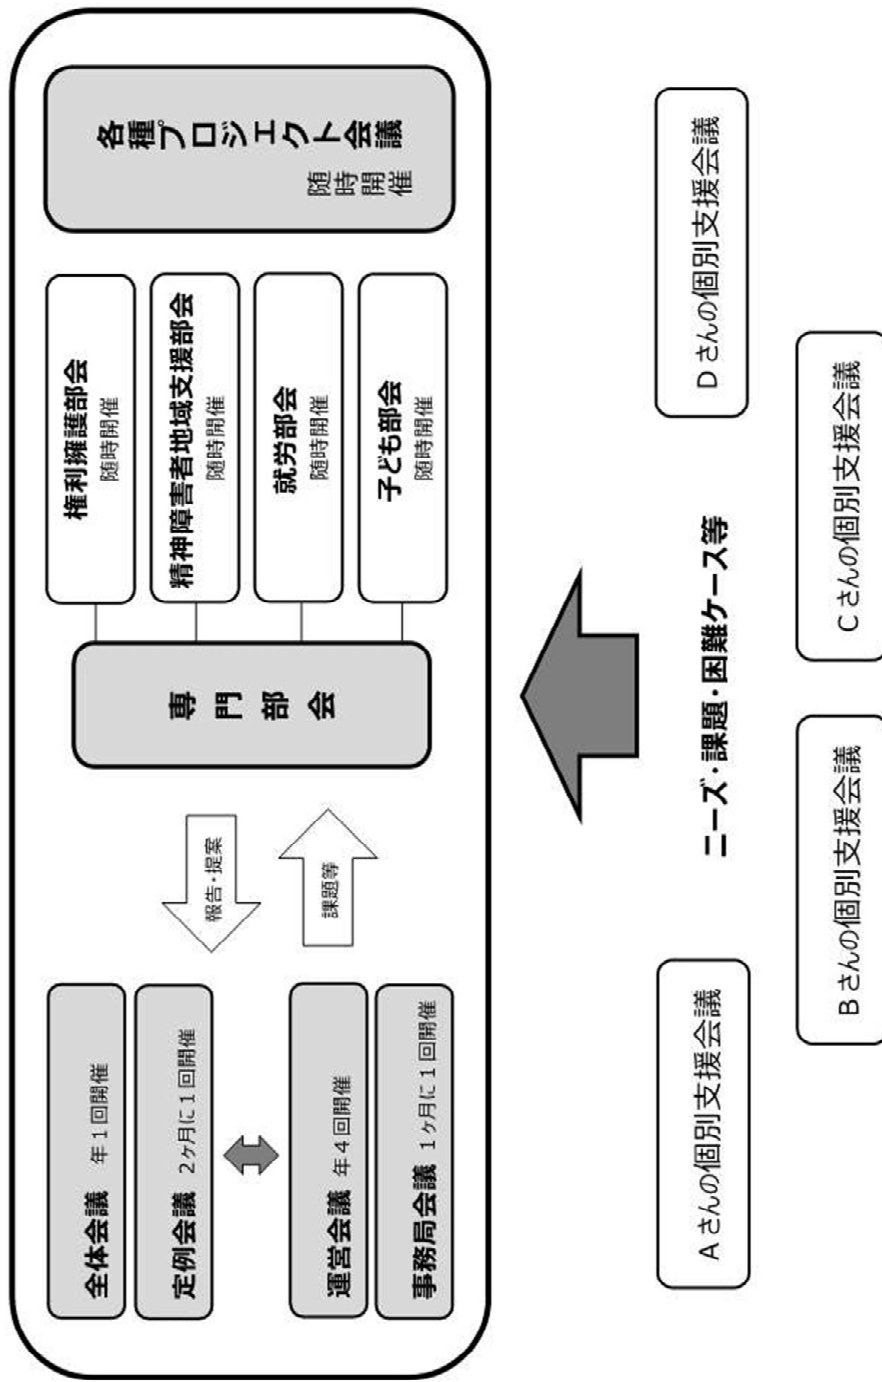 全体会議 年１回開催
定例会議 ２ヶ月に１回開催
運営会議 年４回開催
事務局会議 １ヶ月に１回開催
報告・提案
課題等
専門部会
権利擁護部会
随時開催
精神障害者地域支援部会
随時開催
就労部会
随時開催
子ども部会
随時開催
各種プロジェクト会議
随時開催
ニーズ・課題・困難ケース等
Ａさんの個別支援会議
Ｂさんの個別支援会議
Ｃさんの個別支援会議
Ｄさんの個別支援会議